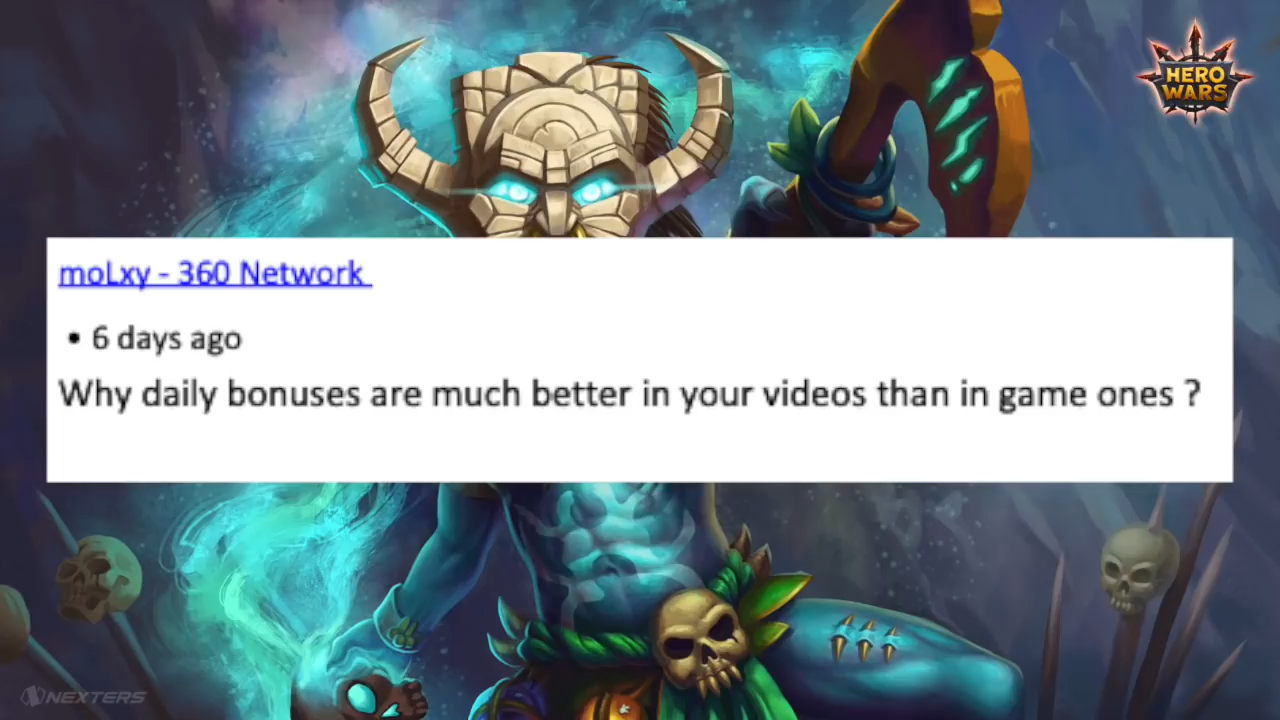 HERO
WARS
moLxy - 360 Network
• 6 days ago
Why daily bonuses are much better in your videos than in game ones ?
NEXTERS